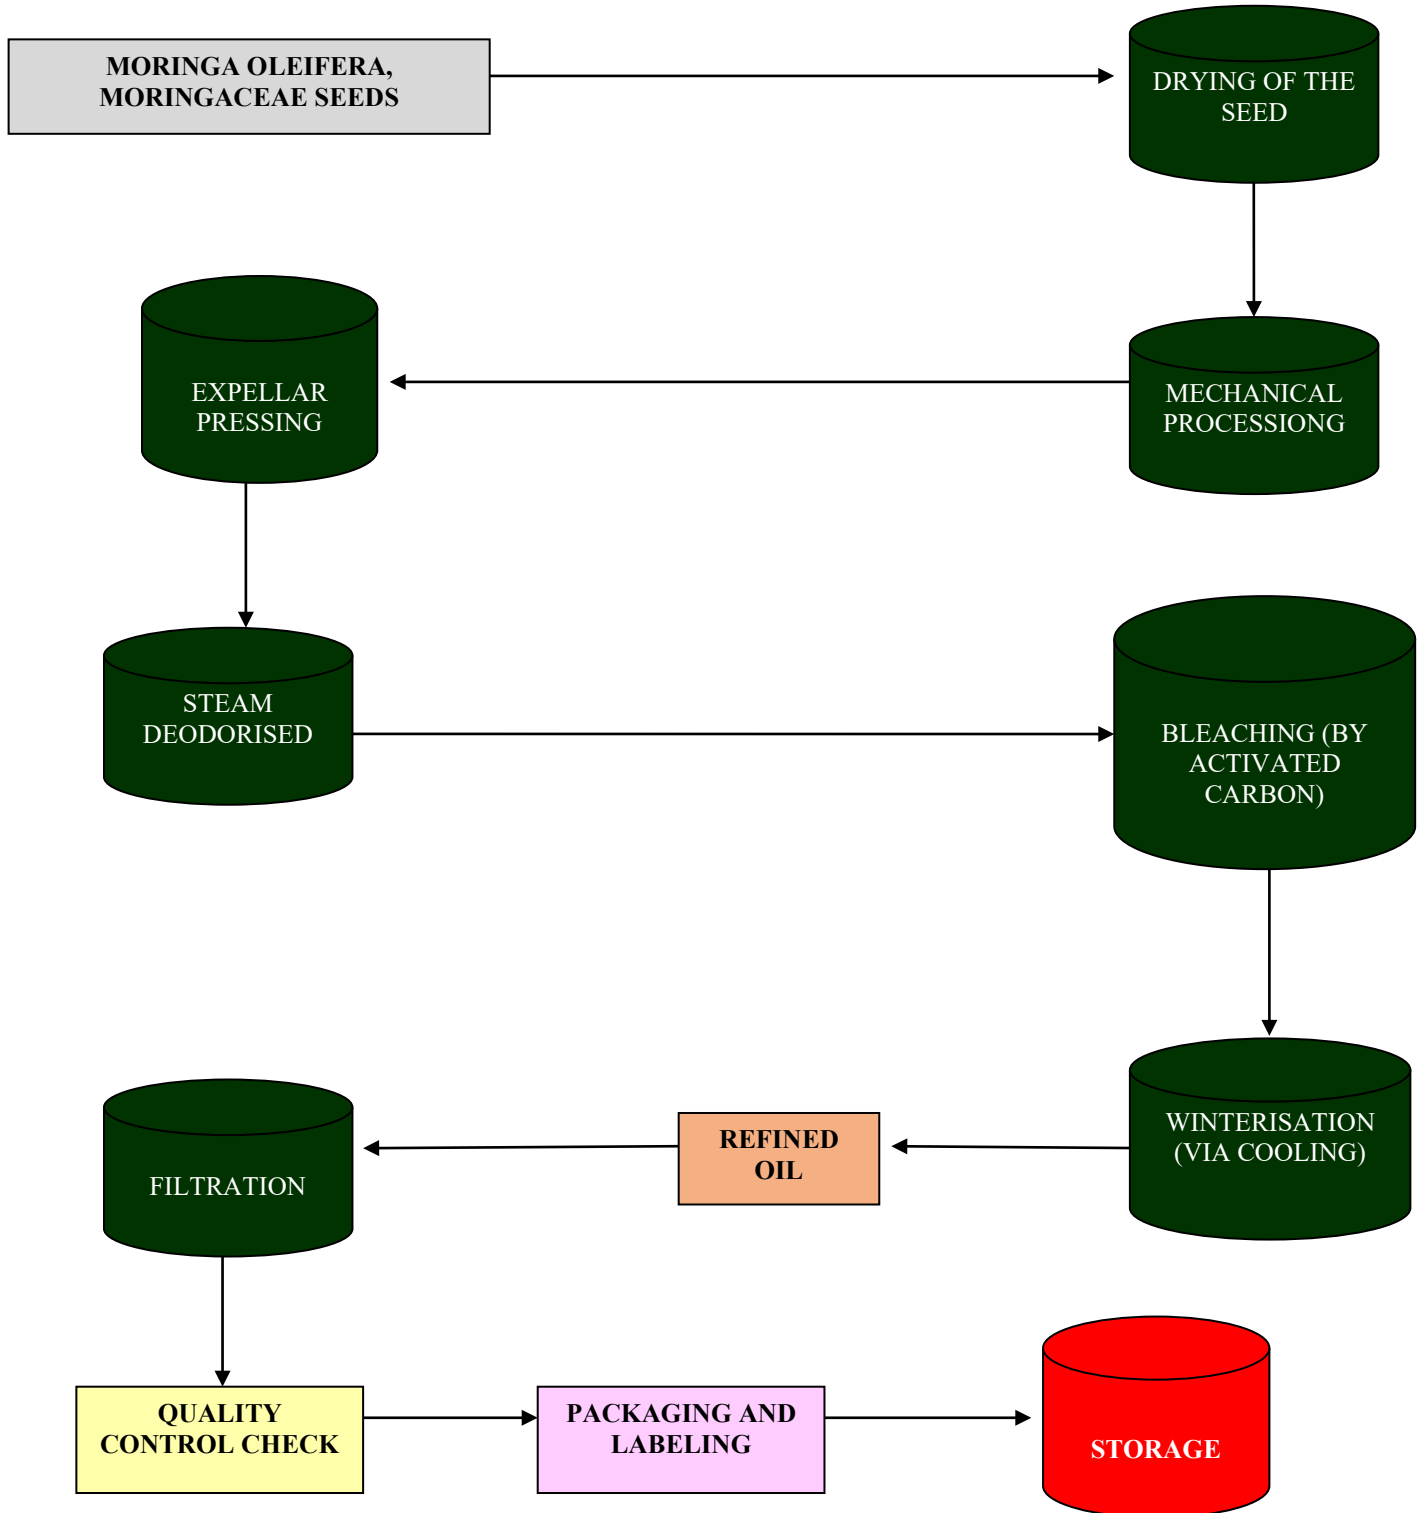 MORINGA OLEIFERA,
MORINGACEAE SEEDS
DRYING OF THE
SEED
MECHANICAL
PROCESSIONG
EXPELLAR
PRESSING
STEAM
DEODORISED
BLEACHING (BY
ACTIVATED
CARBON)
WINTERISATION
(VIA COOLING)
REFINED
OIL
FILTRATION
QUALITY
CONTROL CHECK
PACKAGING AND
LABELING
STORAGE